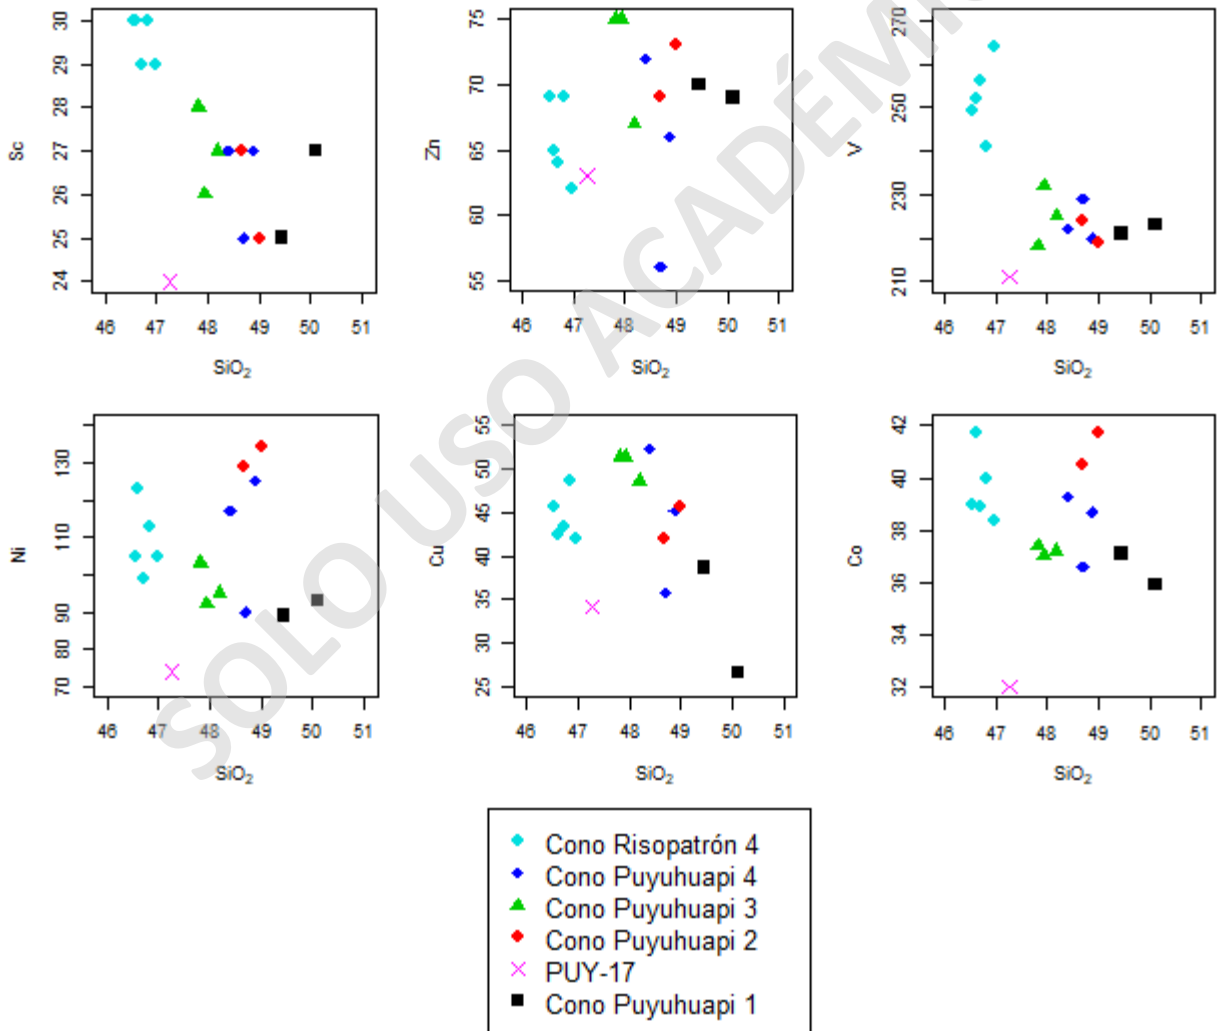 30
29
28
27
26
25
24
Sc
46 47 48 49 50 51
SiO₂
75
70
65
60
55
Zn
46 47 48 49 50 51
SiO₂
270
250
230
210
V
46 47 48 49 50 51
SiO₂
130
110
90
80
70
Ni
46 47 48 49 50 51
SiO₂
55
50
45
40
35
30
25
Cu
46 47 48 49 50 51
SiO₂
42
40
38
36
34
32
Co
46 47 48 49 50 51
SiO₂
Cono Risopatrón 4
Cono Puyuhuapi 4
Cono Puyuhuapi 3
Cono Puyuhuapi 2
PUY-17
Cono Puyuhuapi 1
SOLO USO ACADÉMI